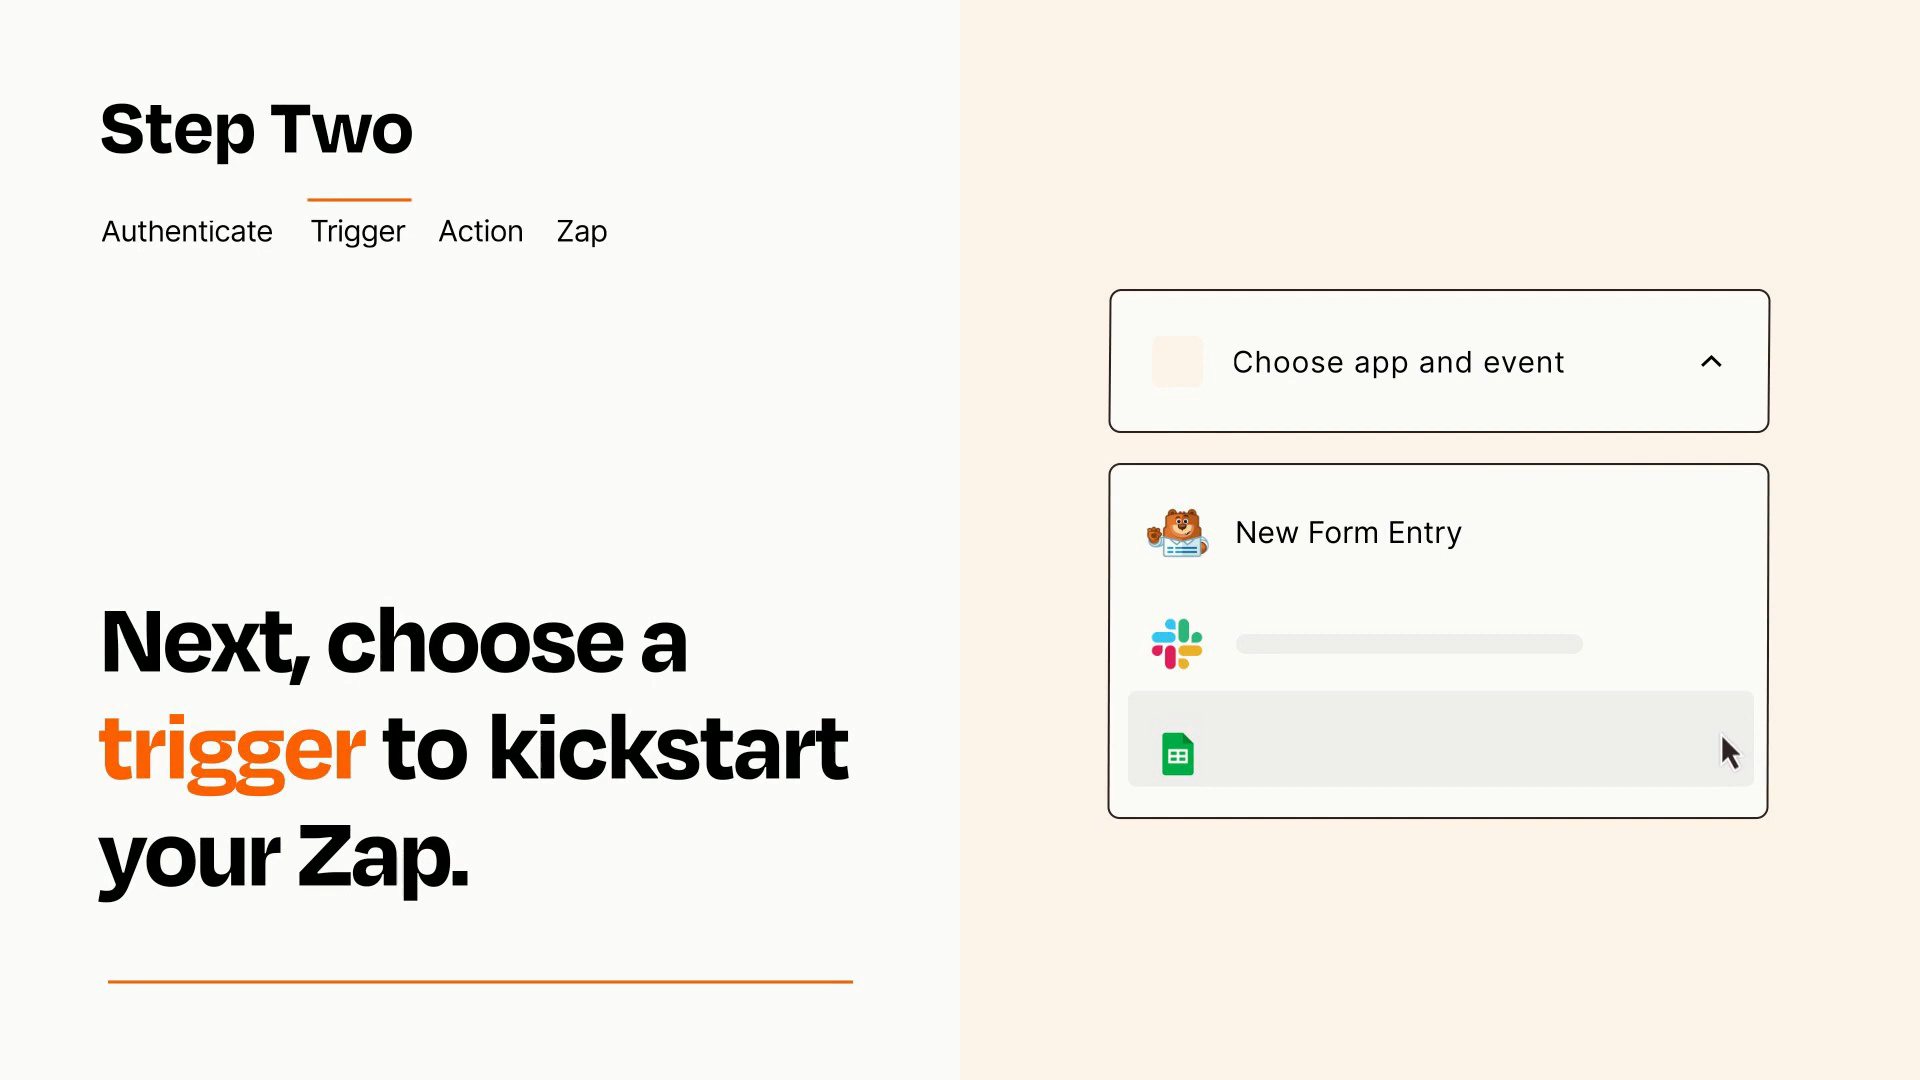 Step Two
Authenticate Trigger Action Zap
Next, choose a
trigger to kickstart
your Zap.
Choose app and event
New Form Entry